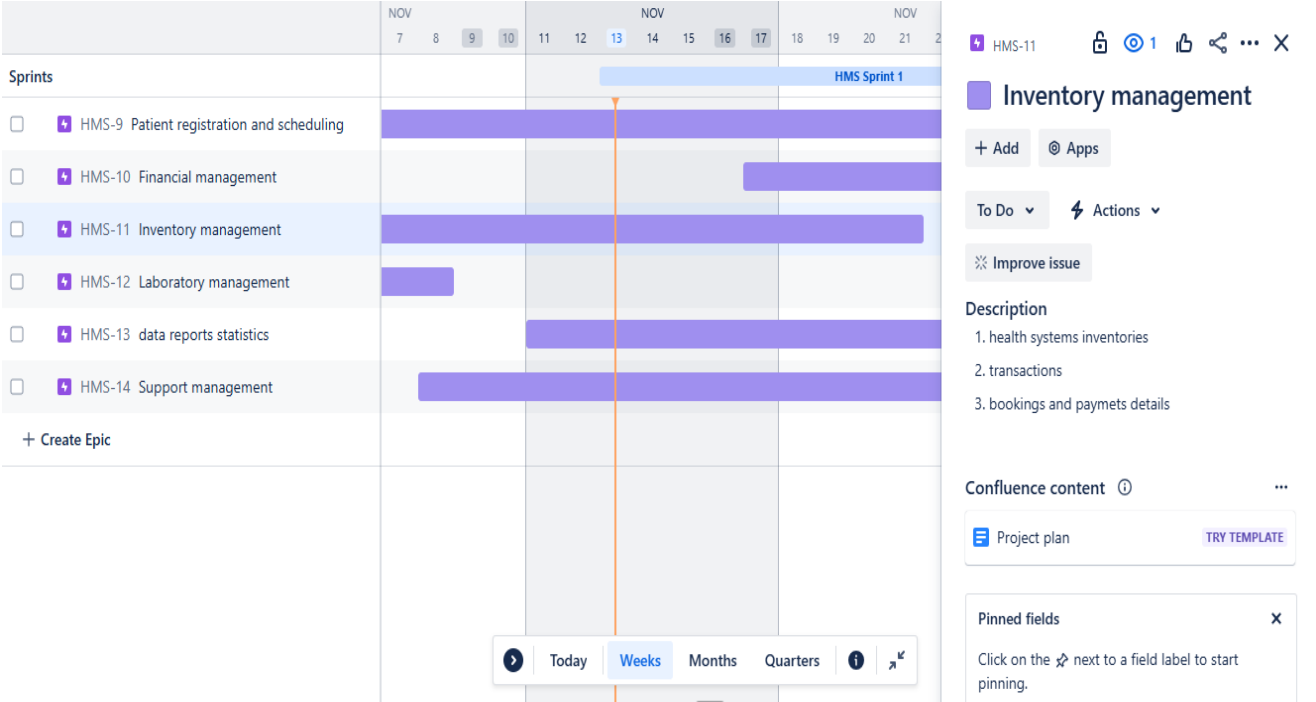 NOV NOV NOV
7 8 9 10 11 12 13 14 15 16 17 18 19 20 21
Sprints
HMS Sprint 1
HMS-9 Patient registration and scheduling
HMS-10 Financial management
HMS-11 Inventory management
HMS-12 Laboratory management
HMS-13 data reports statistics
HMS-14 Support management
+ Create Epic
Today Weeks Months Quarters
HMS-11
1
Inventory management
+ Add
Apps
To Do
Actions
Improve issue
Description
1. health systems inventories
2. transactions
3. bookings and paymets details
Confluence content
Project plan
TRY TEMPLATE
Pinned fields
Click on the next to a field label to start
pinning.